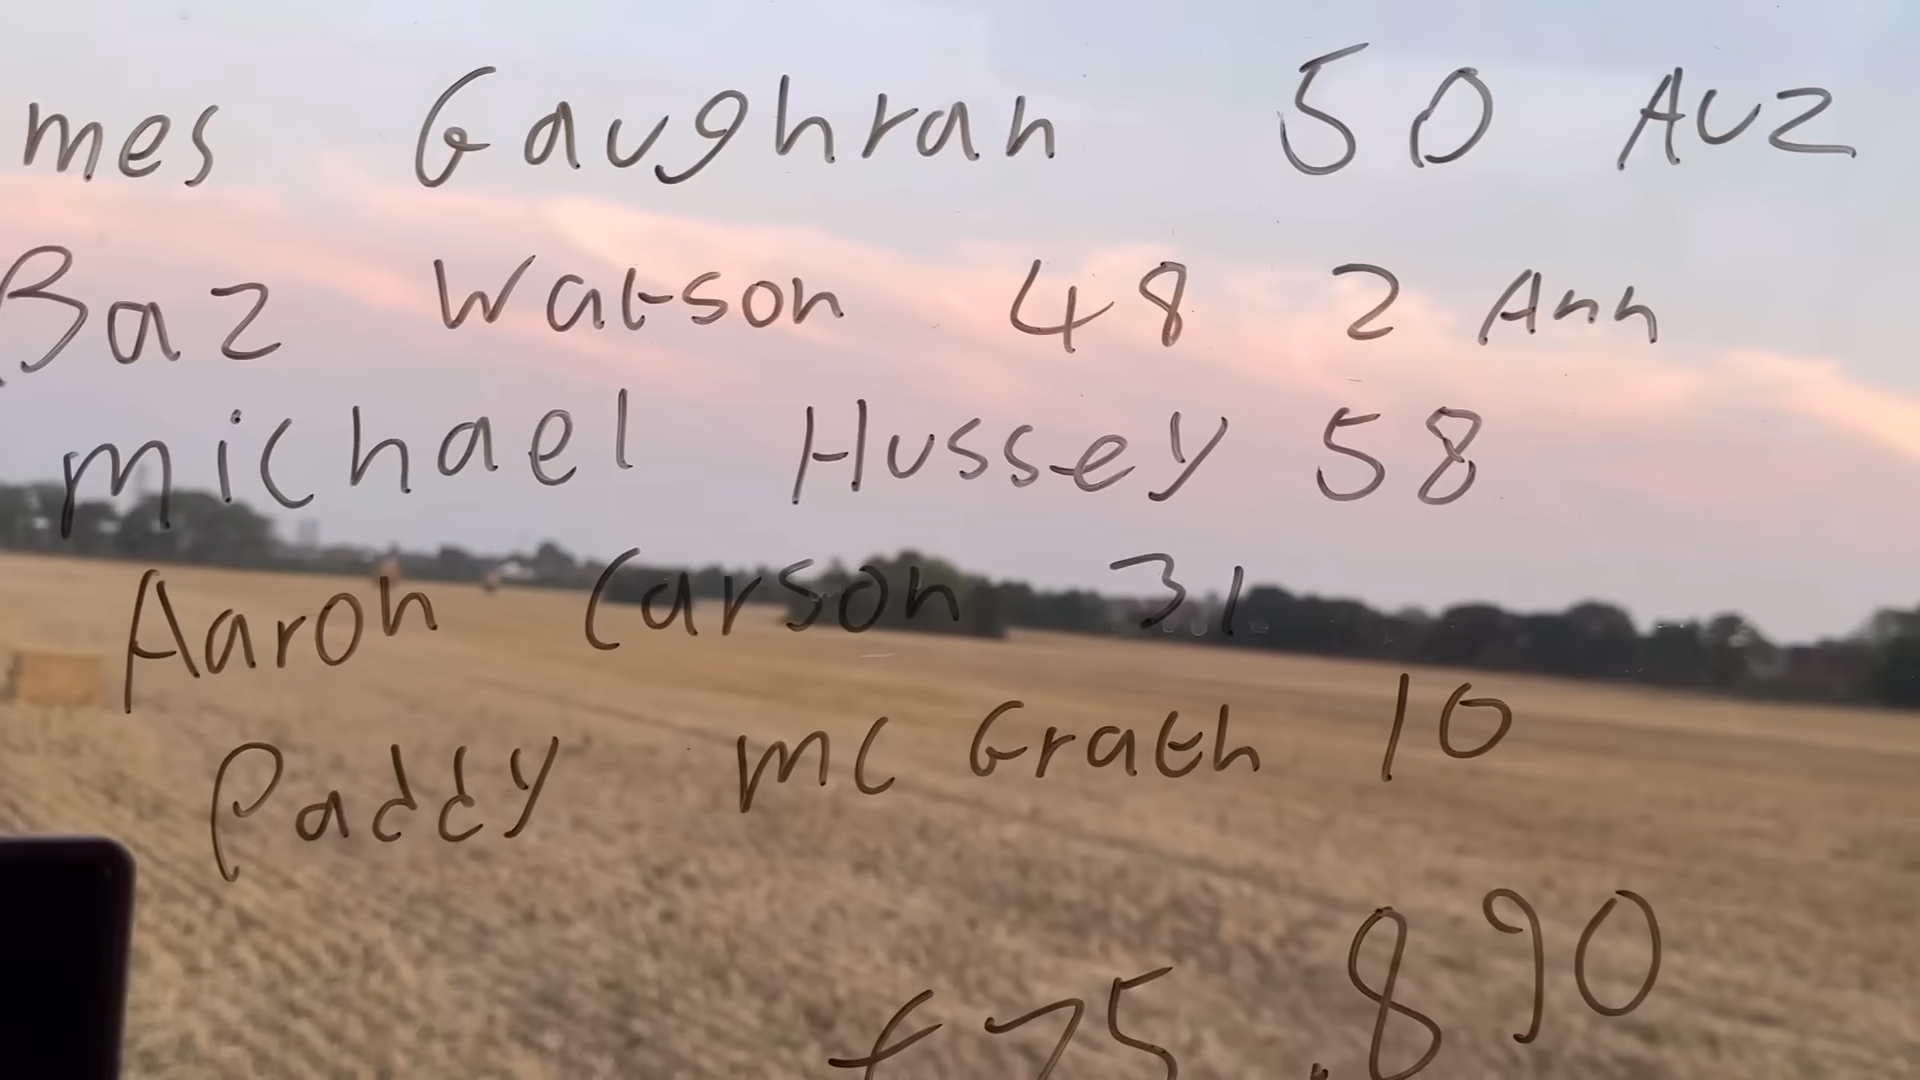 mes Gaughran 50 AUZ
Baz Watson 48 2 Ann
michael Hussey 58
Aaron Carson 31
Paddy mc Grath 10
£75,890